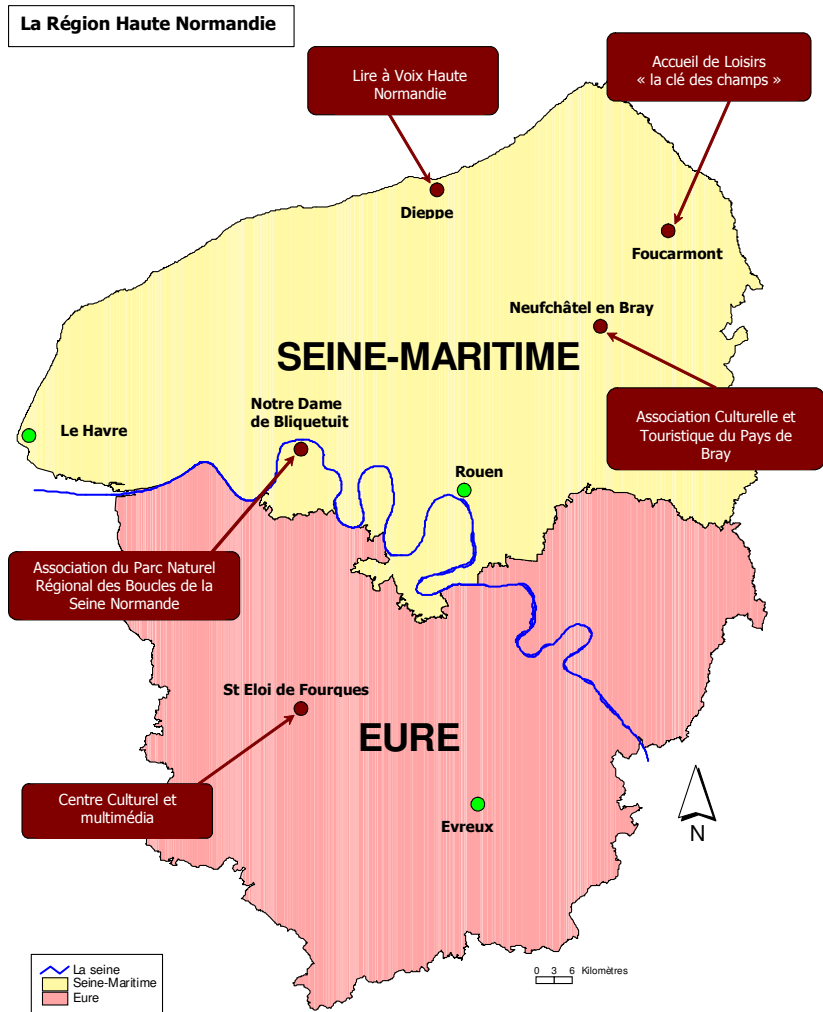 La Région Haute Normandie
Lire à Voix Haute
Normandie
Accueil de Loisirs
« la clé des champs »
Dieppe
Foucarmont
Neufchâtel en Bray
SEINE-MARITIME
Notre Dame
de Bliquetuit
Le Havre
Association Culturelle et
Touristique du Pays de
Bray
Rouen
Association du Parc Naturel
Régional des Boucles de la
Seine Normande
St Eloi de Fourques
EURE
Centre Culturel et
multimédia
Evreux
N
La seine
Seine-Maritime
Eure
0 3 6 Kilomètres